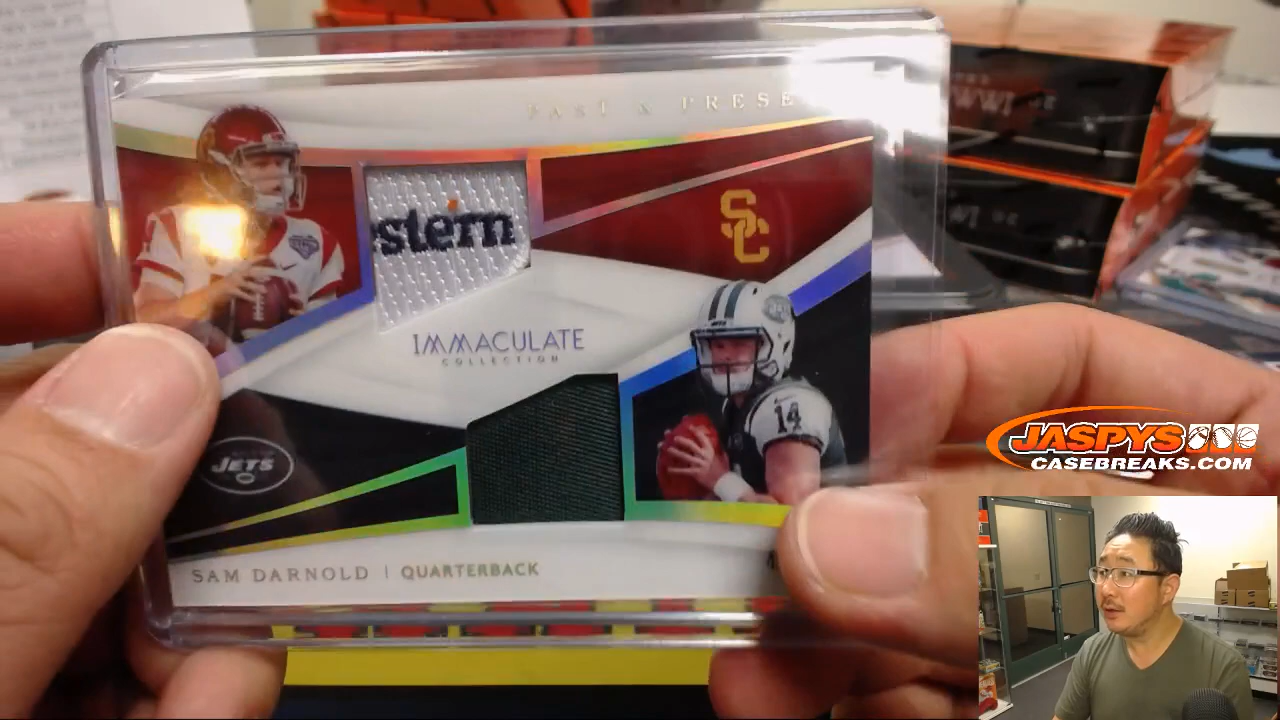 PAST & PRESE
stern
SC
IMMACULATE
COLLECTION
14
JETS
SAM DARNOLD | QUARTERBACK
JASPYS
CASEBREAKS.COM